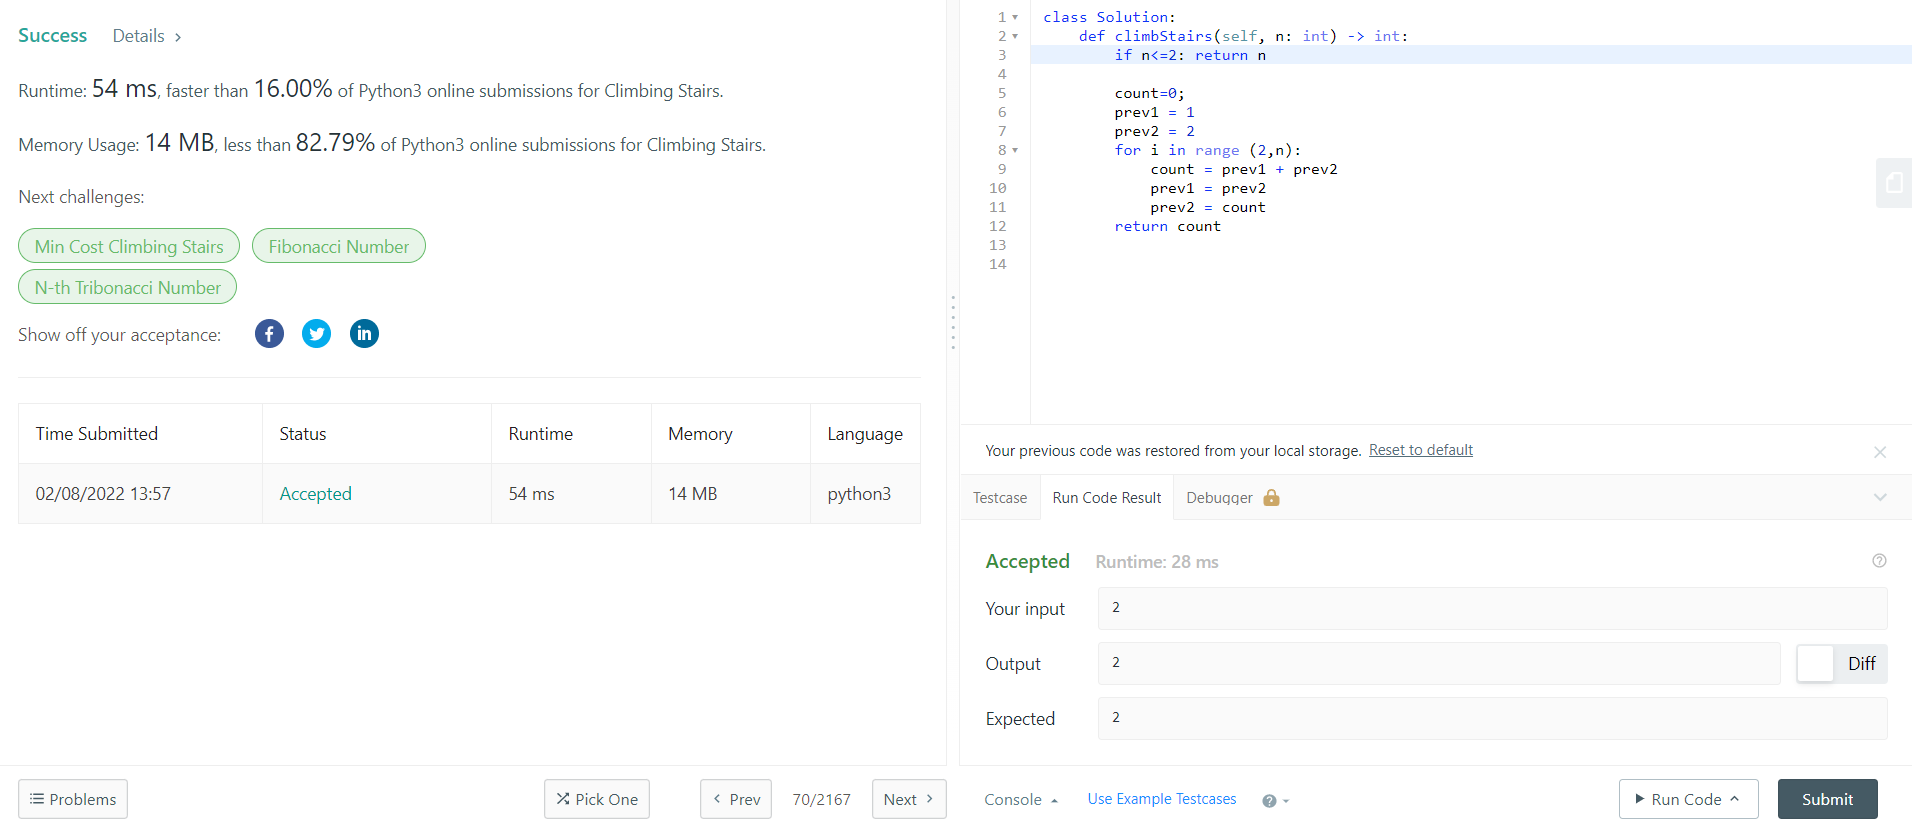 Success Details >
Runtime: 54 ms, faster than 16.00% of Python3 online submissions for Climbing Stairs.
Memory Usage: 14 MB, less than 82.79% of Python3 online submissions for Climbing Stairs.
Next challenges:
Min Cost Climbing Stairs Fibonacci Number
N-th Tribonacci Number
Show off your acceptance: f in
Time Submitted Status Runtime Memory Language
02/08/2022 13:57 Accepted 54 ms 14 MB python3
Problems Pick One < Prev 70/2167 Next >
1 class Solution:
2     def climbStairs(self, n: int) -> int:
3         if n<=2: return n
4
5         count=0;
6         prev1 = 1
7         prev2 = 2
8         for i in range (2,n):
9             count = prev1 + prev2
10             prev1 = prev2
11             prev2 = count
12         return count
13
14
Your previous code was restored from your local storage. Reset to default
Testcase Run Code Result Debugger
Accepted Runtime: 28 ms ?
Your input 2
Output 2 Diff
Expected 2
Console Use Example Testcases ? Run Code Submit